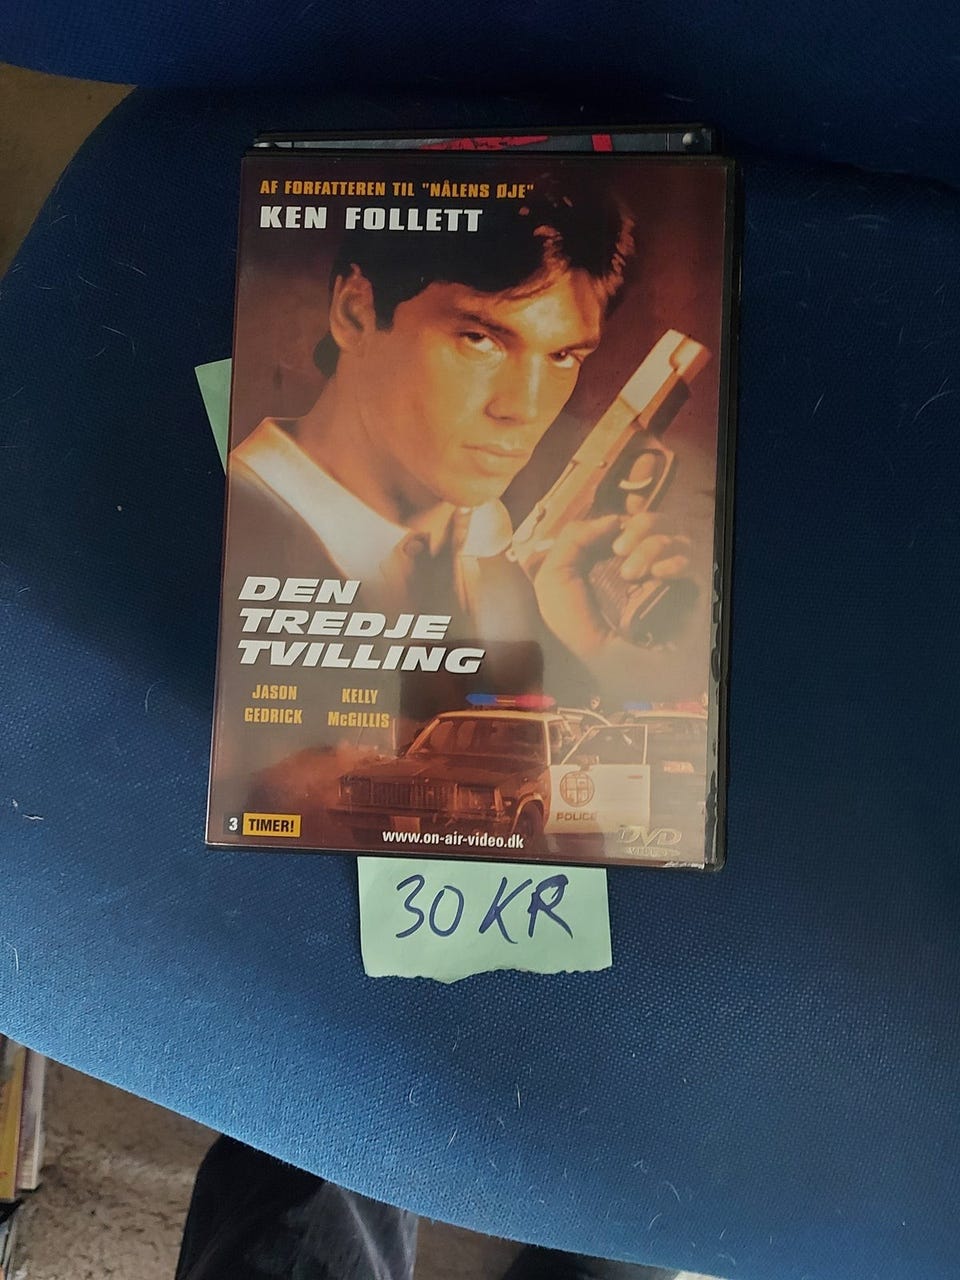 AF FORFATTEREN TIL "NÅLENS ØJE"
KEN FOLLETT
DEN
TREDJE
TVILLING
JASON GEDRICK
KELLY McGILLIS
POLICE
3 TIMER!
www.on-air-video.dk
DVD
VIDEO
30 KR